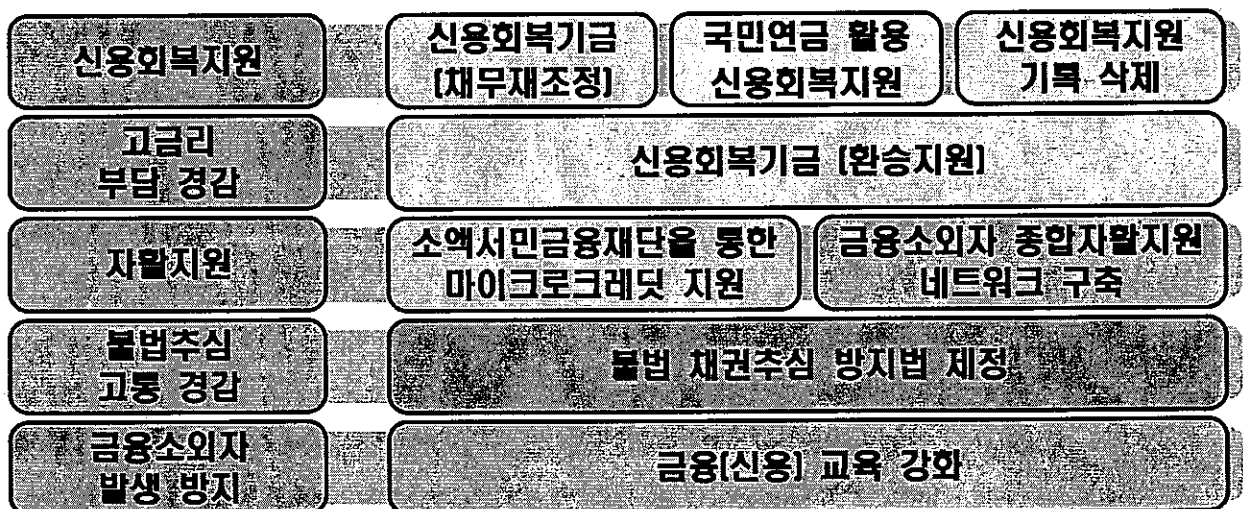 신용회복지원
신용회복기금
[채무재조정]
국민연금 활용
신용회복지원
신용회복지원
기록 삭제
고금리
부담 경감
신용회복기금 [환승지원]
자활지원
소액서민금융재단을 통한
마이크로크레딧 지원
금융소외자 종합자활지원
네트워크 구축
불법추심
고통 경감
불법 채권추심 방지법 제정
금융소외자
발생 방지
금융[신용] 교육 강화